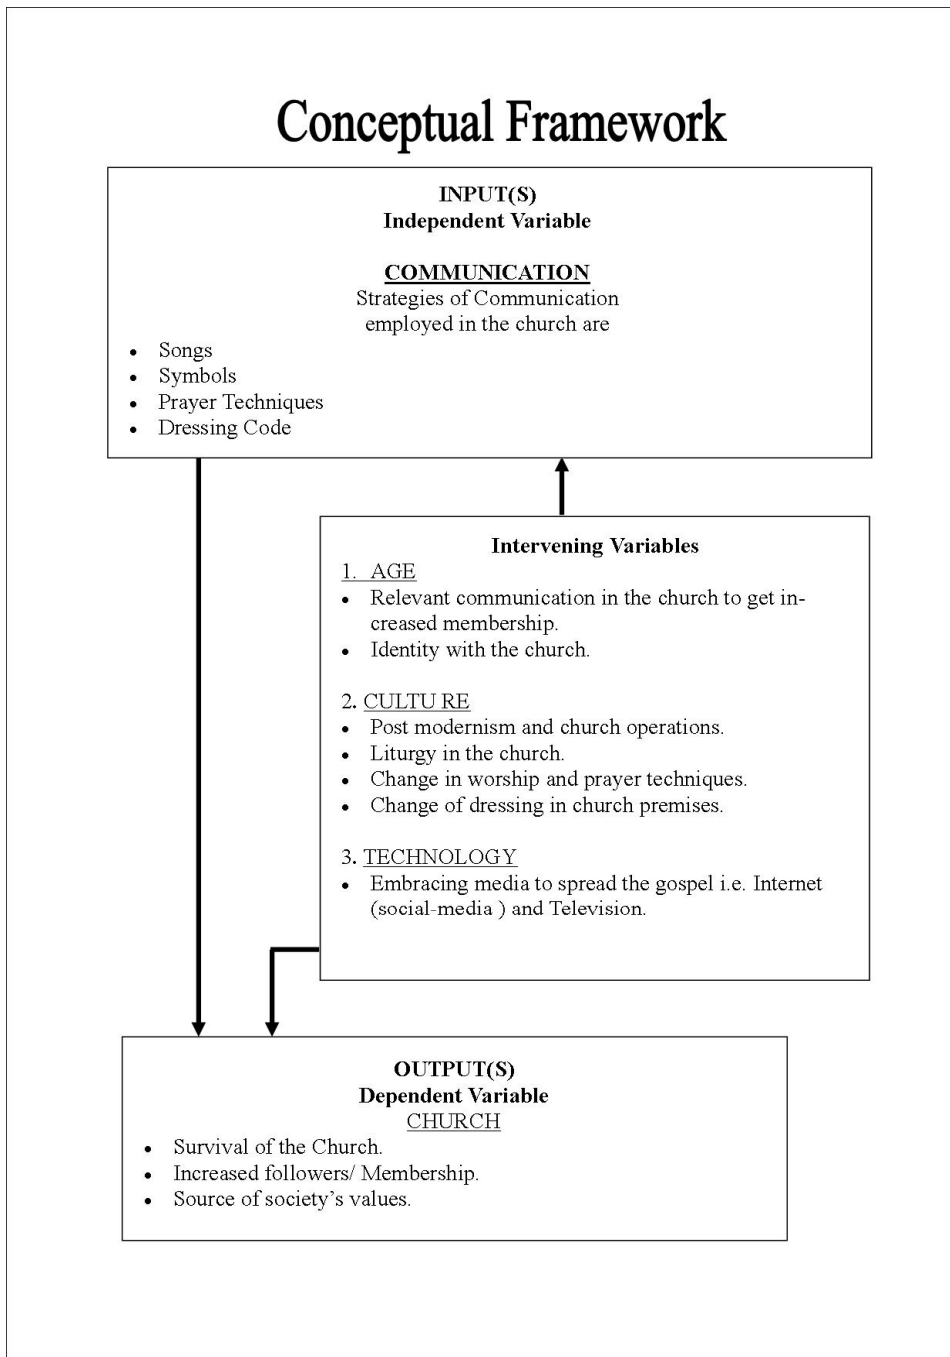 Conceptual Framework
INPUT(S)
Independent Variable
COMMUNICATION
Strategies of Communication
employed in the church are
• Songs
• Symbols
• Prayer Techniques
• Dressing Code
Intervening Variables
1. AGE
• Relevant communication in the church to get in-
creased membership.
• Identity with the church.
2. CULTU RE
• Post modernism and church operations.
• Liturgy in the church.
• Change in worship and prayer techniques.
• Change of dressing in church premises.
3. TECHNOLOGY
• Embracing media to spread the gospel i.e. Internet
(social-media ) and Television.
OUTPUT(S)
Dependent Variable
CHURCH
• Survival of the Church.
• Increased followers/ Membership.
• Source of society’s values.